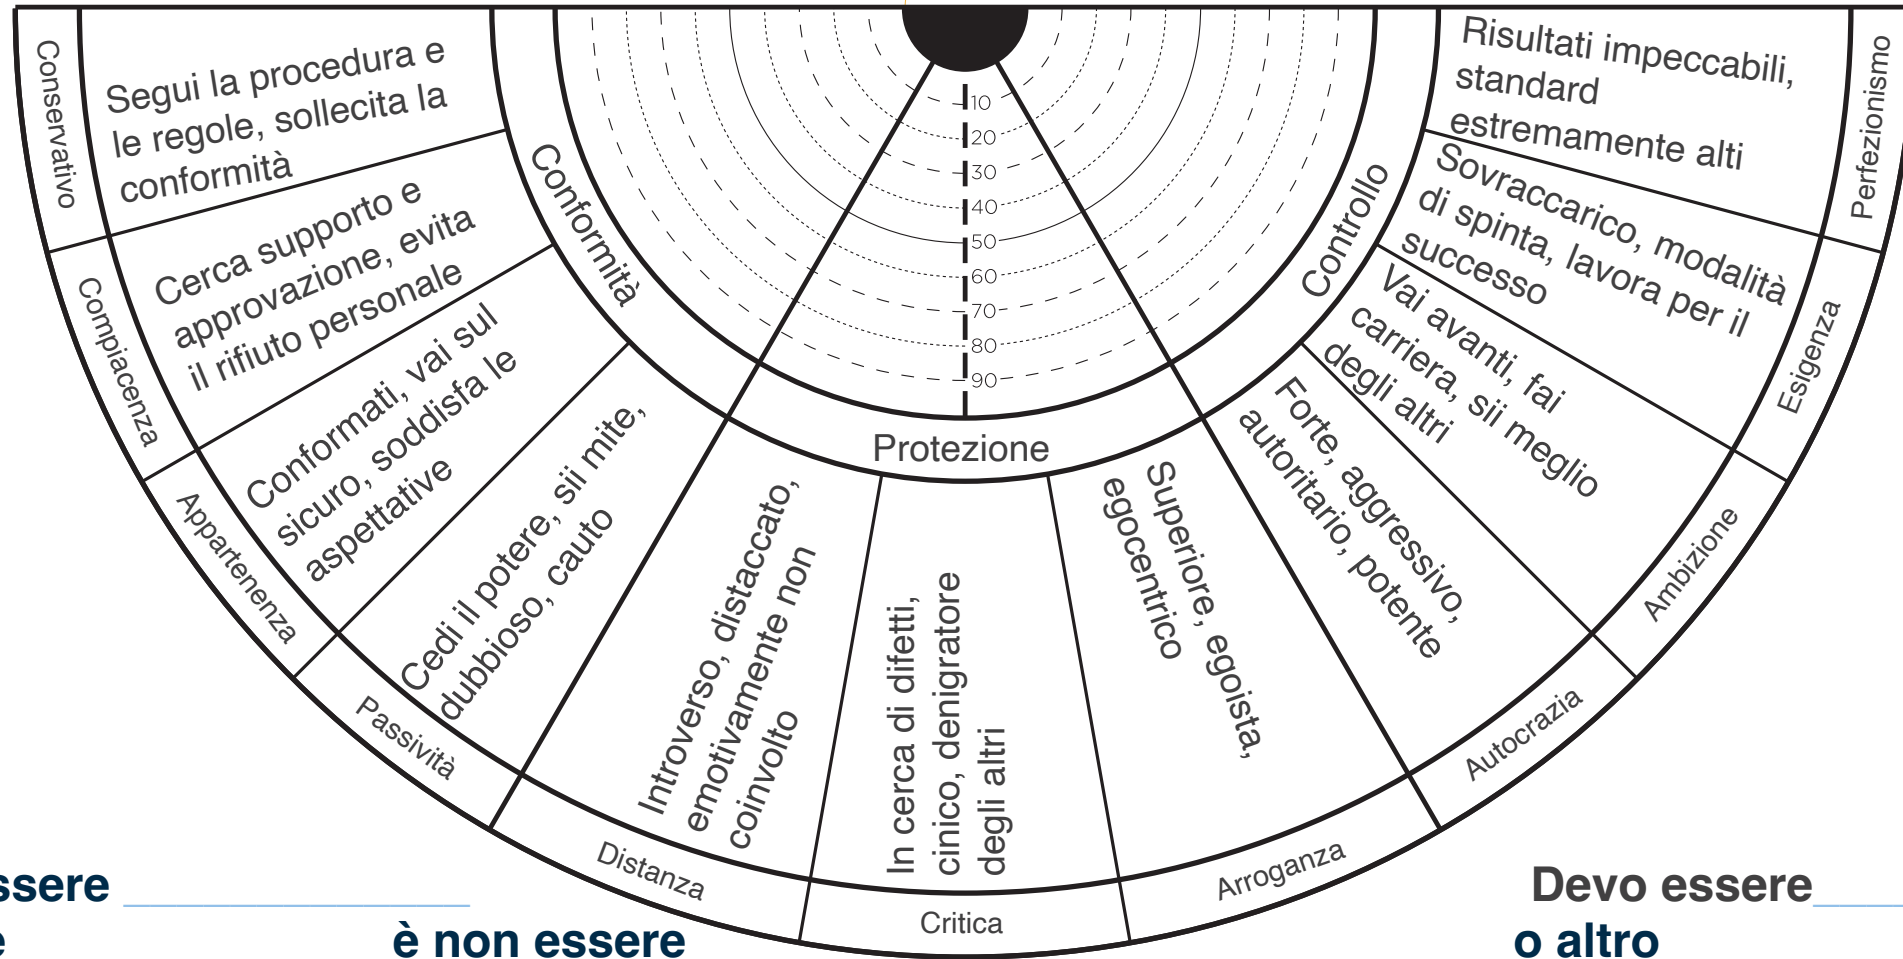 Conservativo
Segui la procedura e
le regole, sollecita la
conformità
Compiacenza
Cerca supporto e
approvazione, evita
il rifiuto personale
Appartenenza
Conformati, vai sul
sicuro, soddisfa le
aspettative
Passività
Cedi il potere, sii mite,
dubbioso, cauto
Conformità
10
20
30
40
50
60
70
80
90
Protezione
Distanza
Introverso, distaccato,
emotivamente non
coinvolto
Critica
In cerca di difetti,
cinico, denigratore
degli altri
Arroganza
Superiore, egoista,
egocentrico
Controllo
Autocrazia
Forte, aggressivo,
autoritario, potente
Ambizione
Vai avanti, fai
carriera, sii meglio
degli altri
Esigenza
Sovraccarico, modalità
di spinta, lavora per il
successo
Perfezionismo
Risultati impeccabili,
standard
estremamente alti
ssere
è non essere
Devo essere
o altro